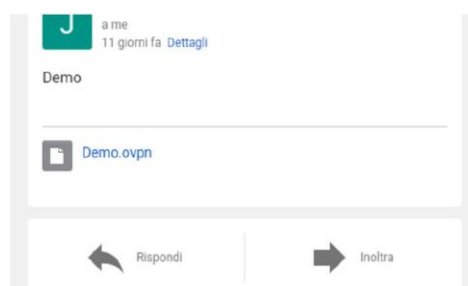 J
a me
11 giorni fa Dettagli
Demo
Demo.ovpn
Rispondi
Inoltra